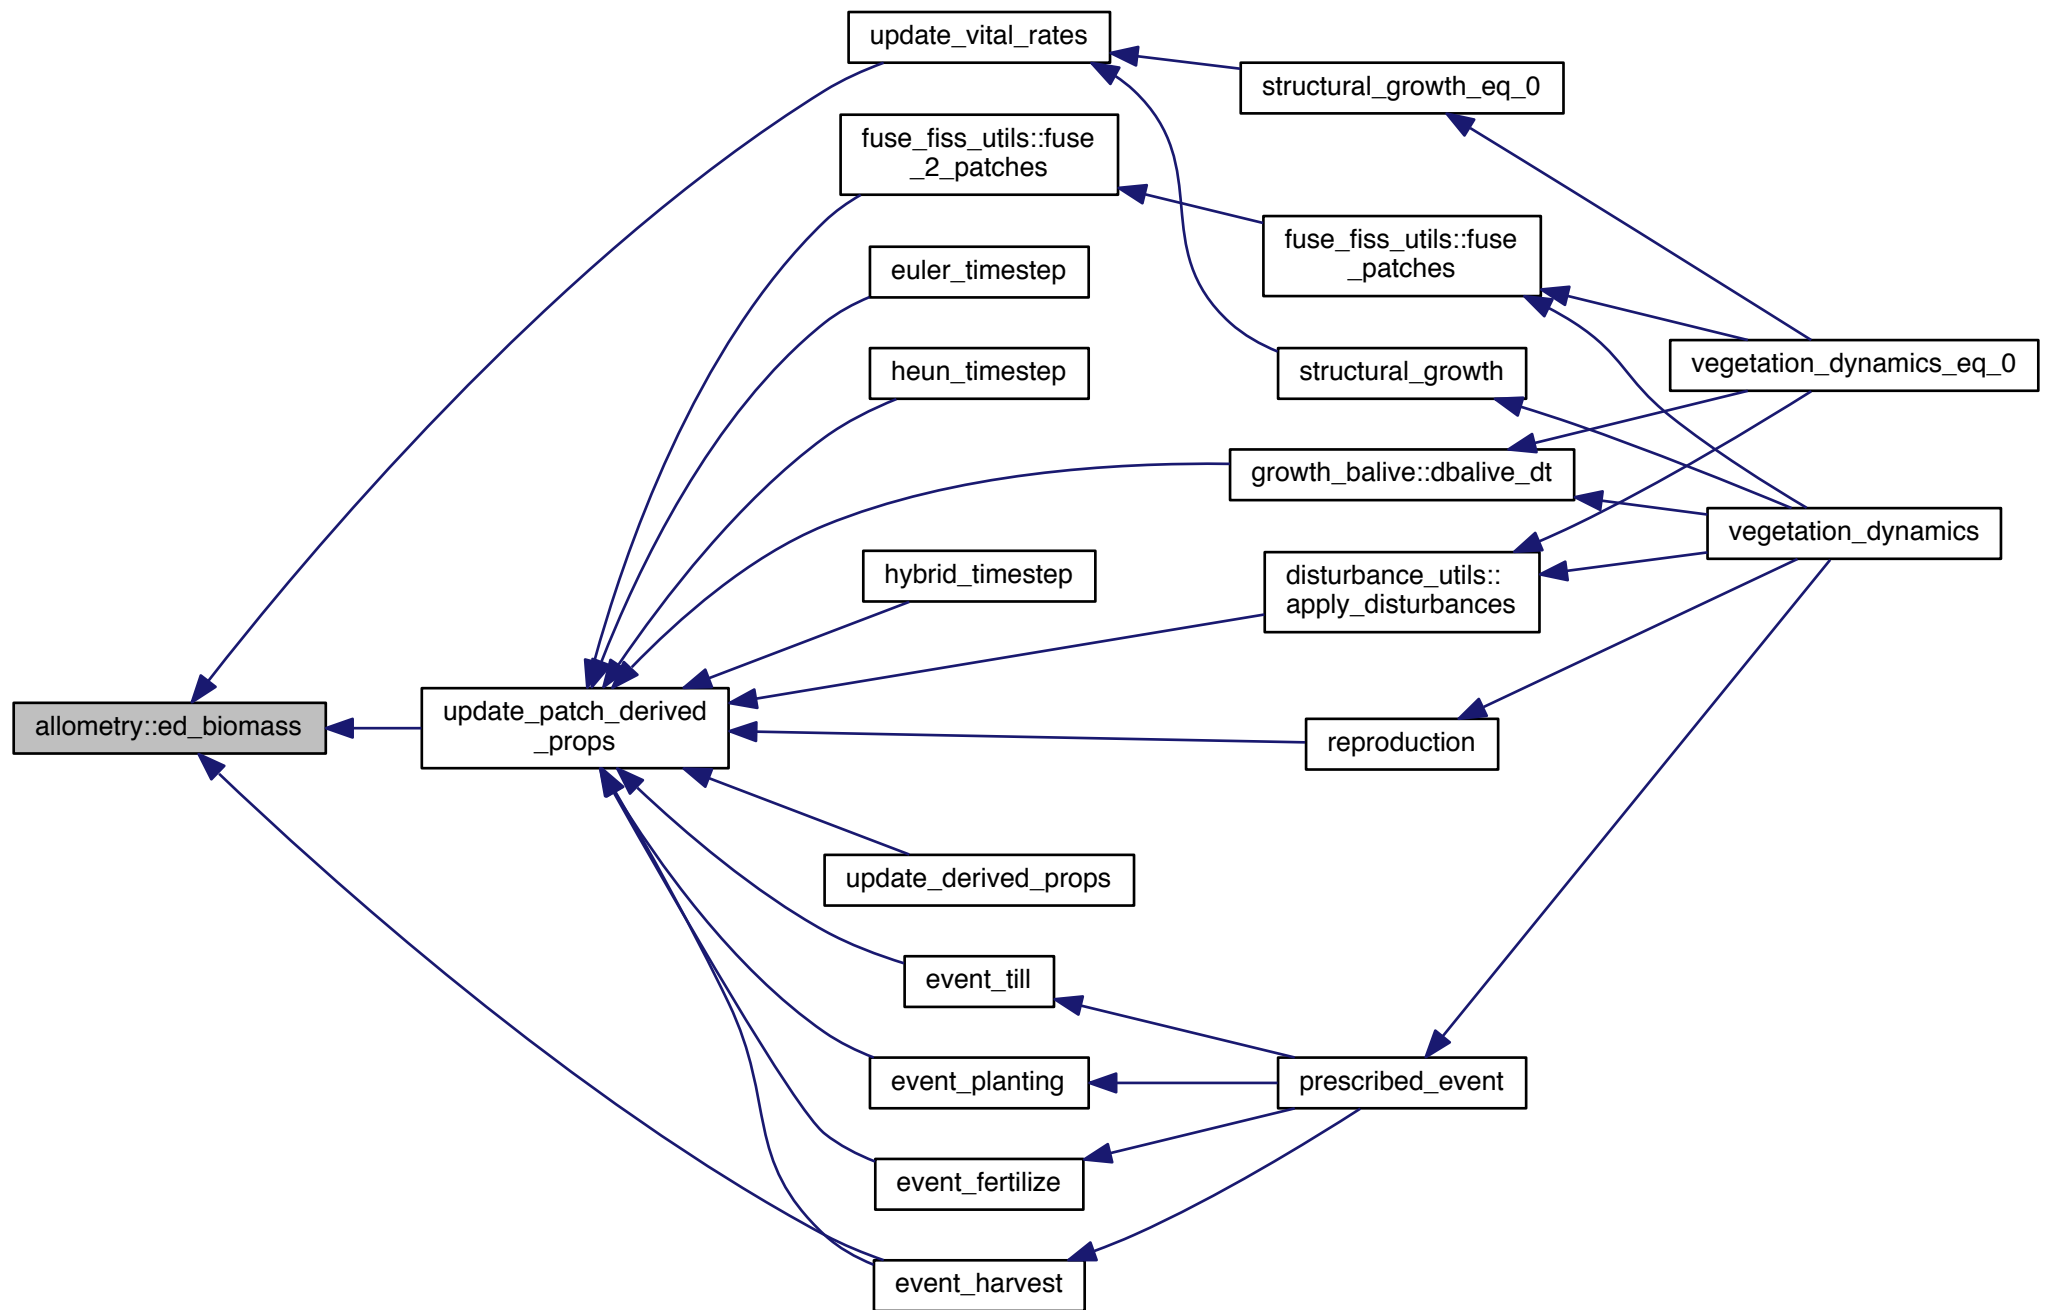 update_vital_rates
structural_growth_eq_0
fuse_fiss_utils::fuse
_2_patches
fuse_fiss_utils::fuse
_patches
euler_timestep
heun_timestep
structural_growth
vegetation_dynamics_eq_0
growth_balive::dbalive_dt
vegetation_dynamics
hybrid_timestep
disturbance_utils::
apply_disturbances
allometry::ed_biomass
update_patch_derived
_props
reproduction
update_derived_props
event_till
event_planting
prescribed_event
event_fertilize
event_harvest